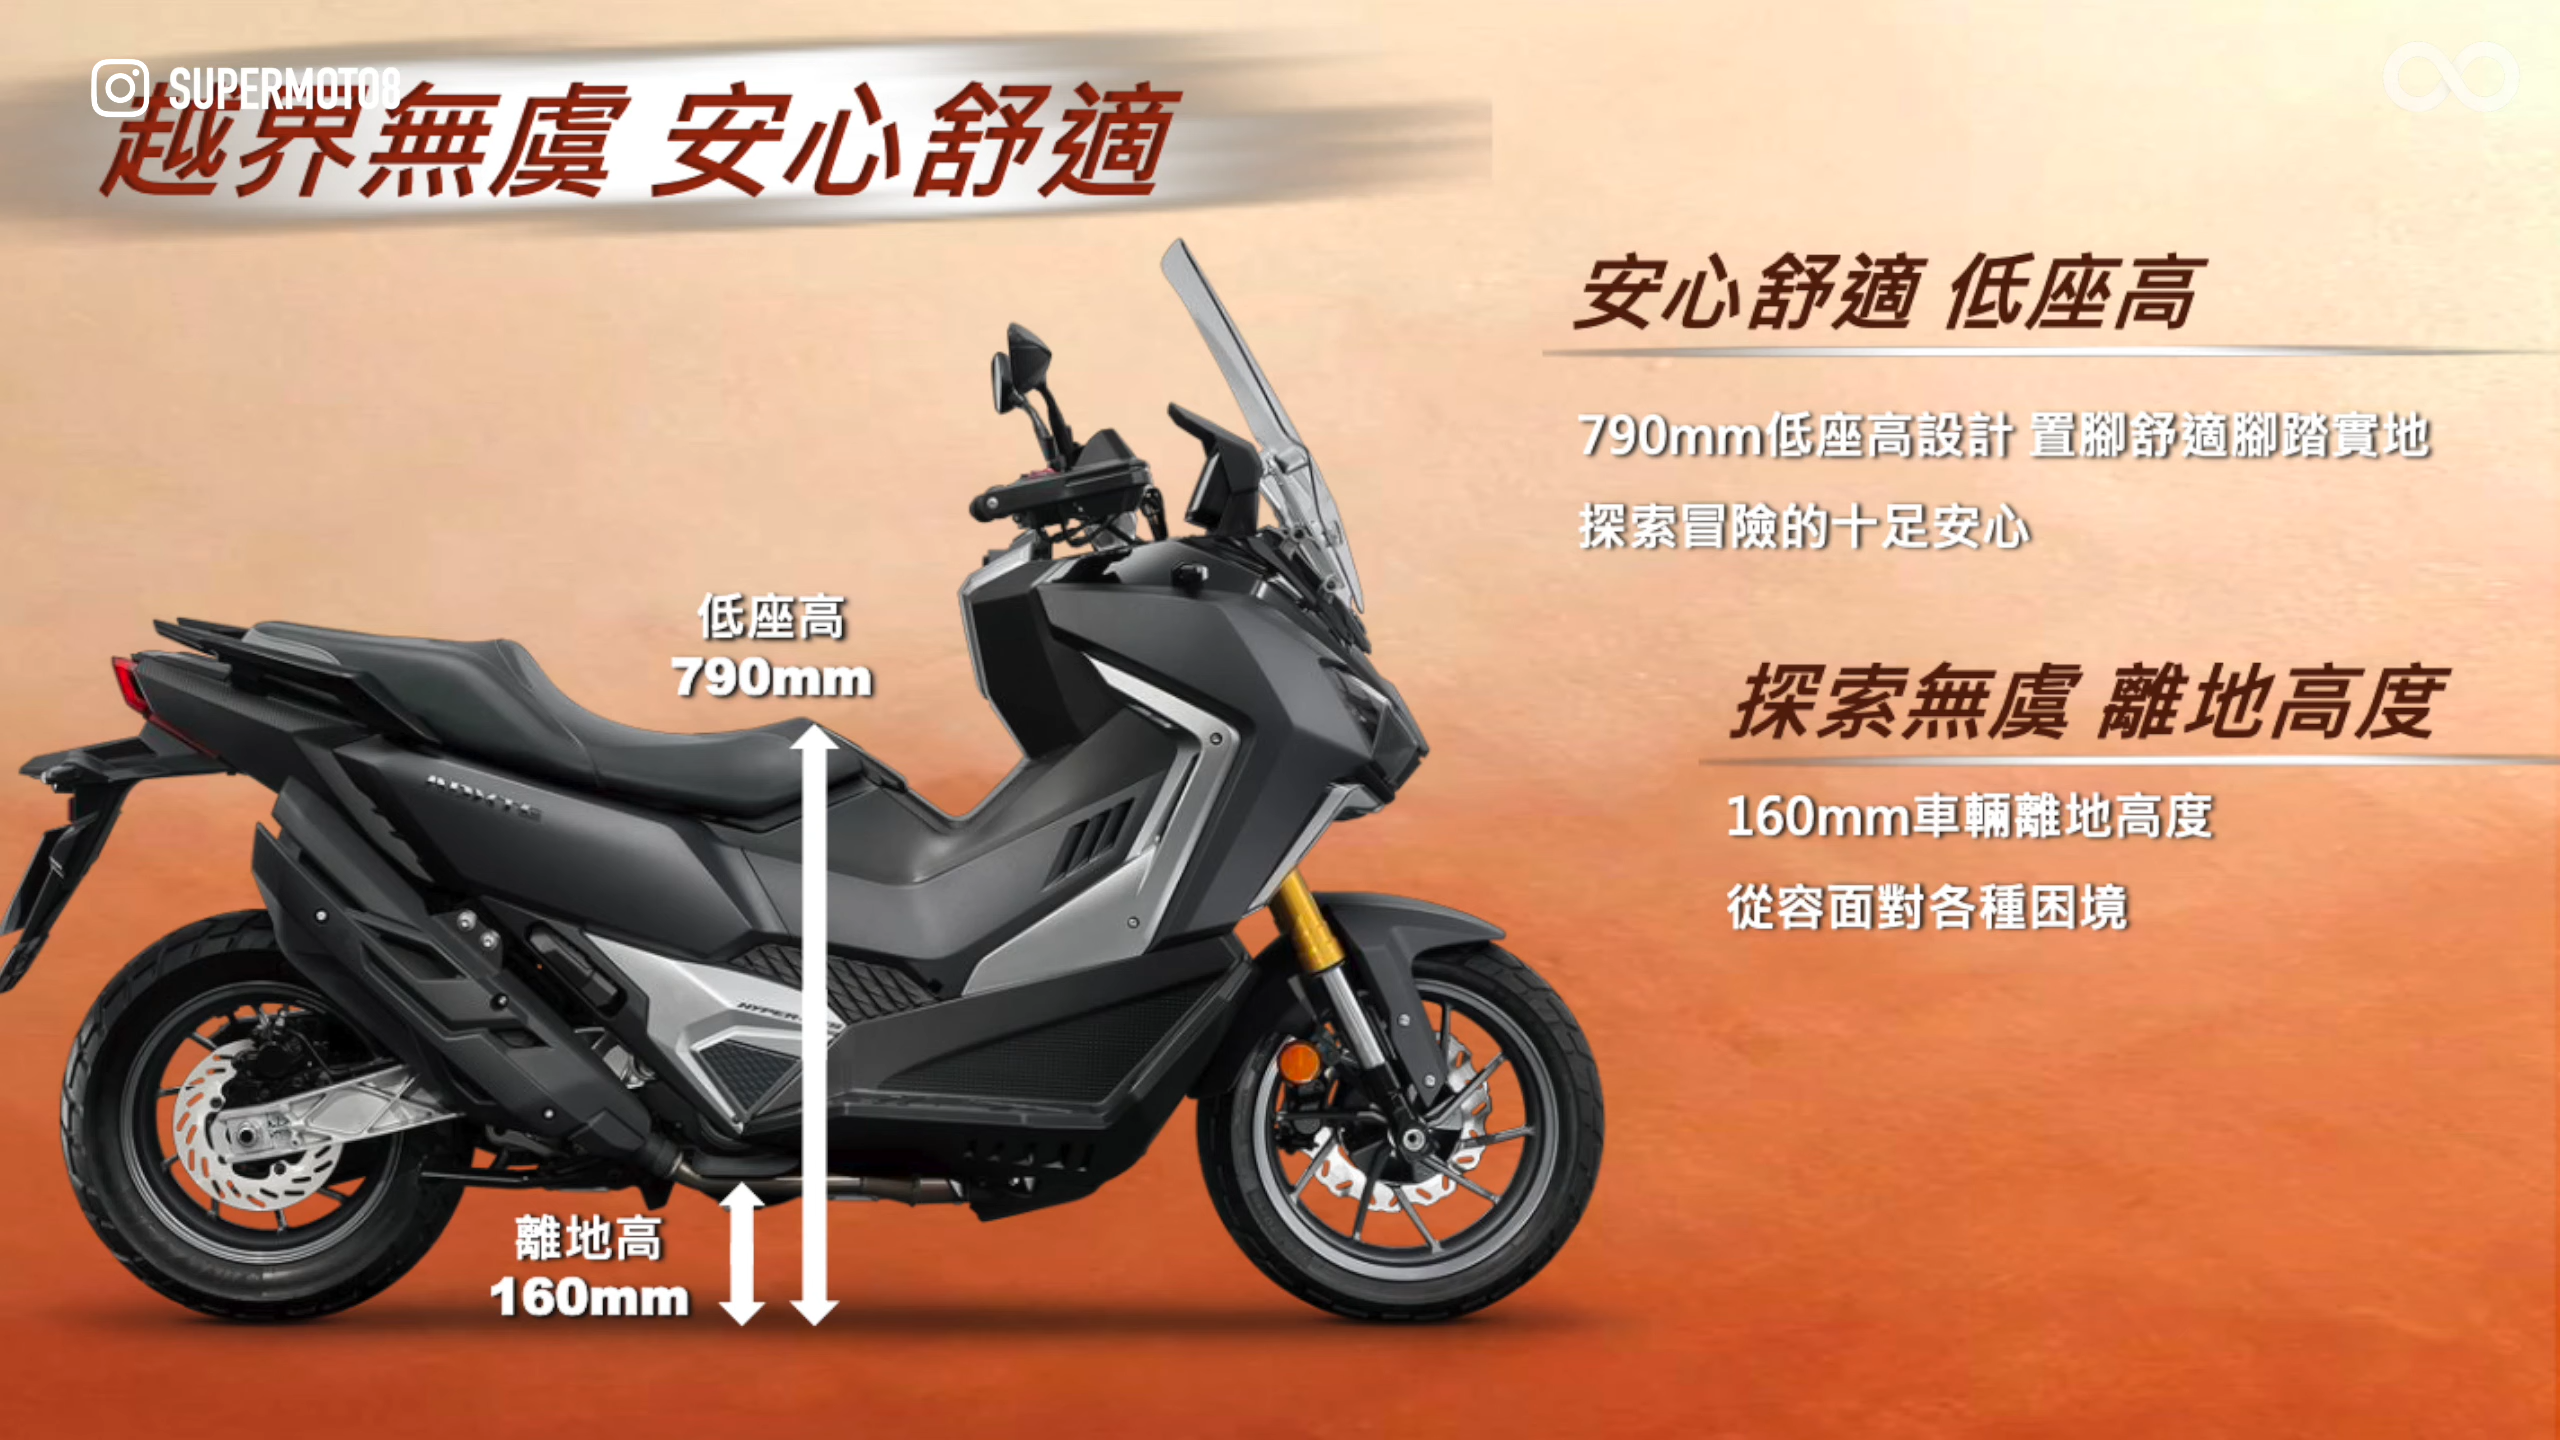 SUPERMOTO8
越界無虞 安心舒適
安心舒適 低座高
790mm低座高設計 置腳舒適腳踏實地
探索冒險的十足安心
低座高
790mm
探索無虞 離地高度
160mm車輛離地高度
從容面對各種困境
離地高
160mm